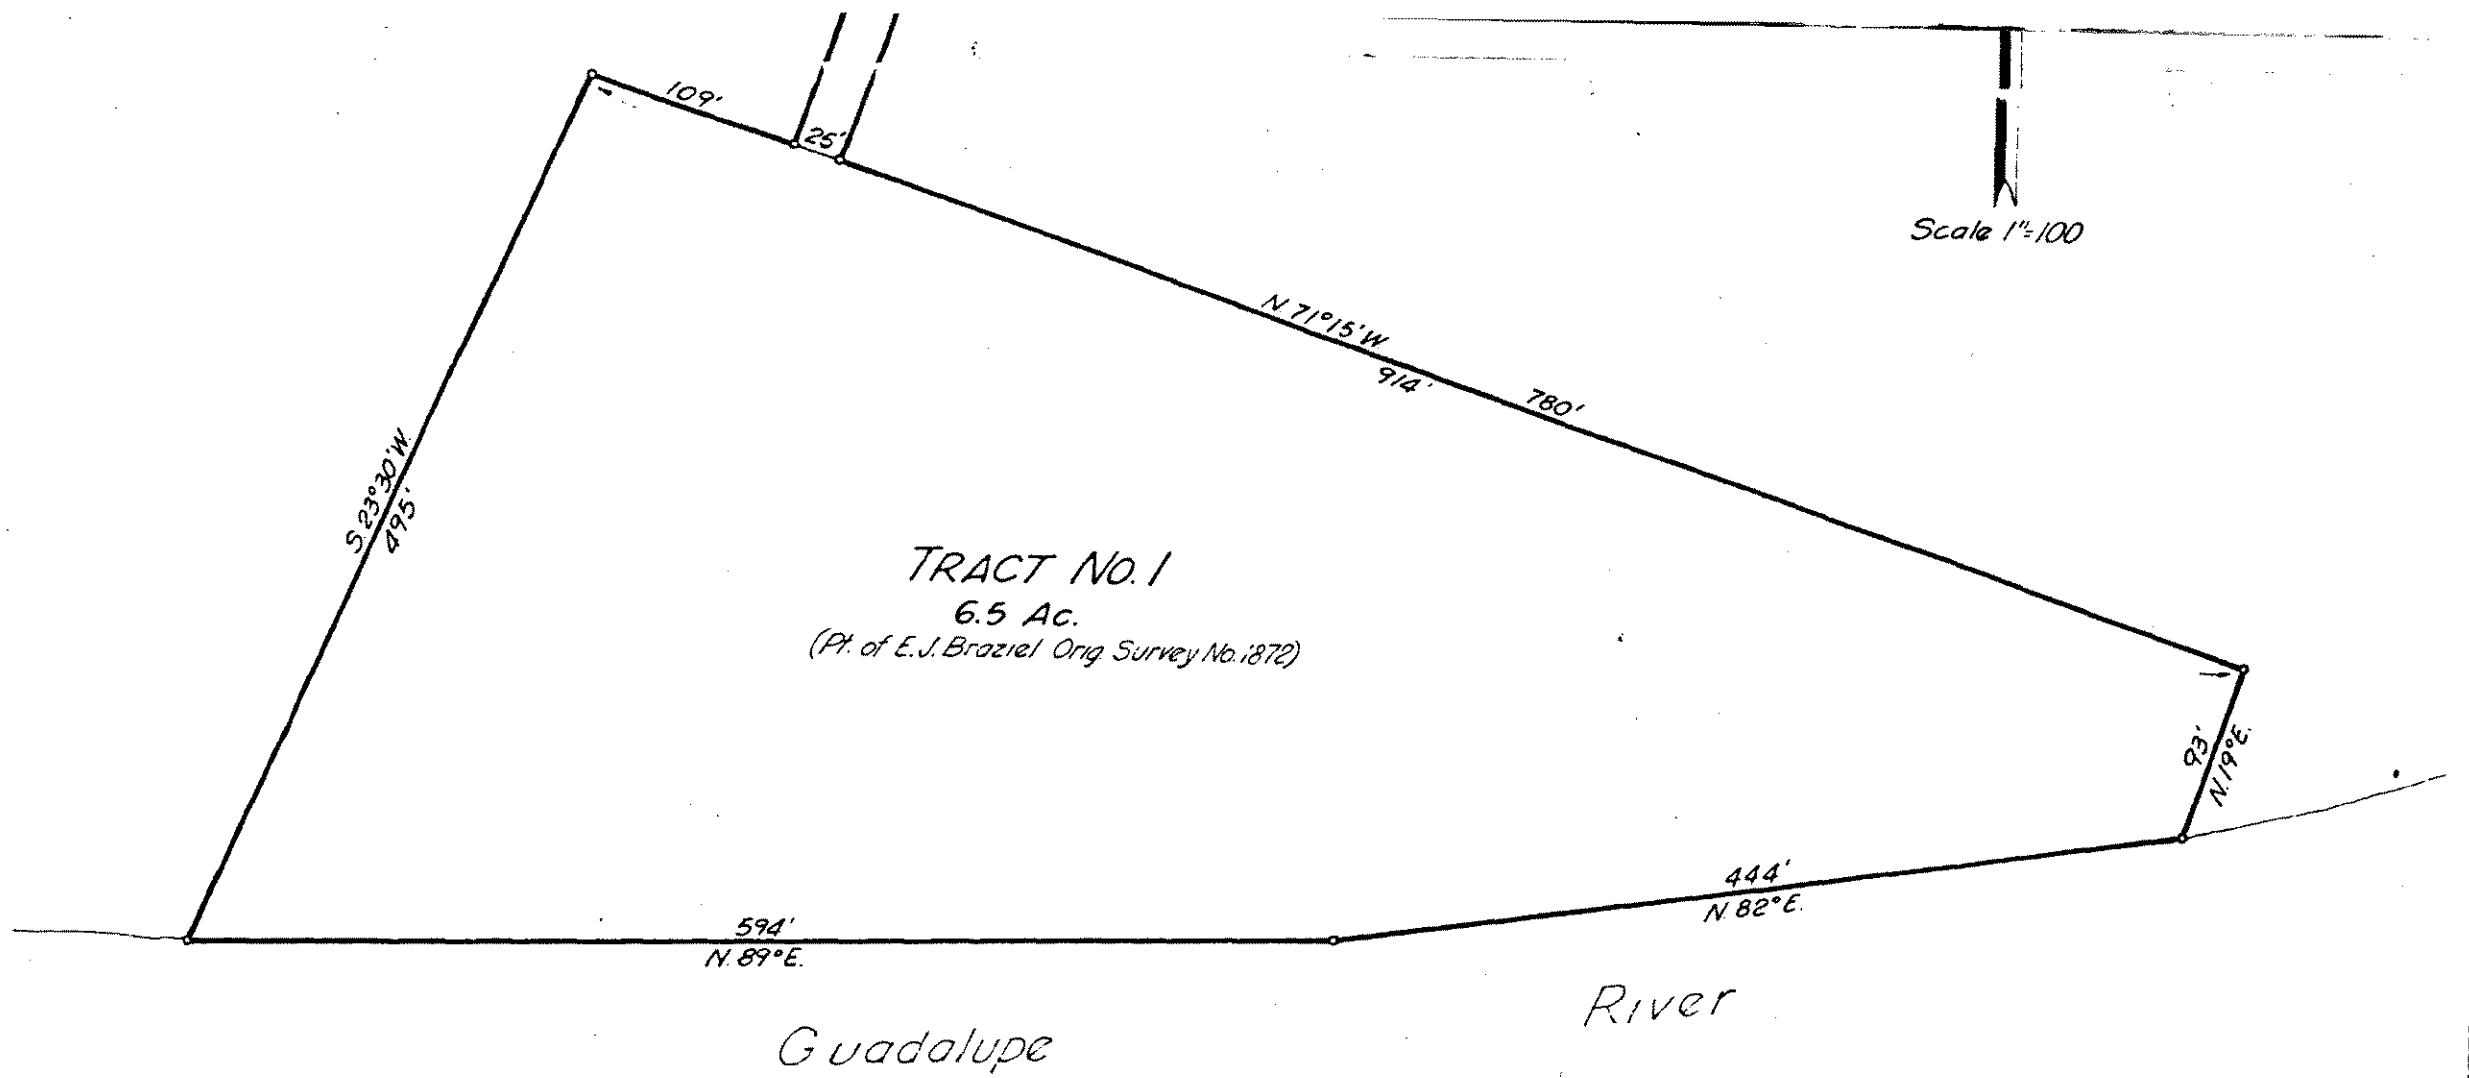 109'
25'
Scale 1"=100
N.71°15'W.
914'
780'
S.23°30'W.
495'
TRACT No. 1
6.5 Ac.
(Pt. of E.J. Braziel Orig. Survey No. 1872)
93'
N.19°E.
444'
N.82°E.
594'
N.89°E.
River
Guadalupe